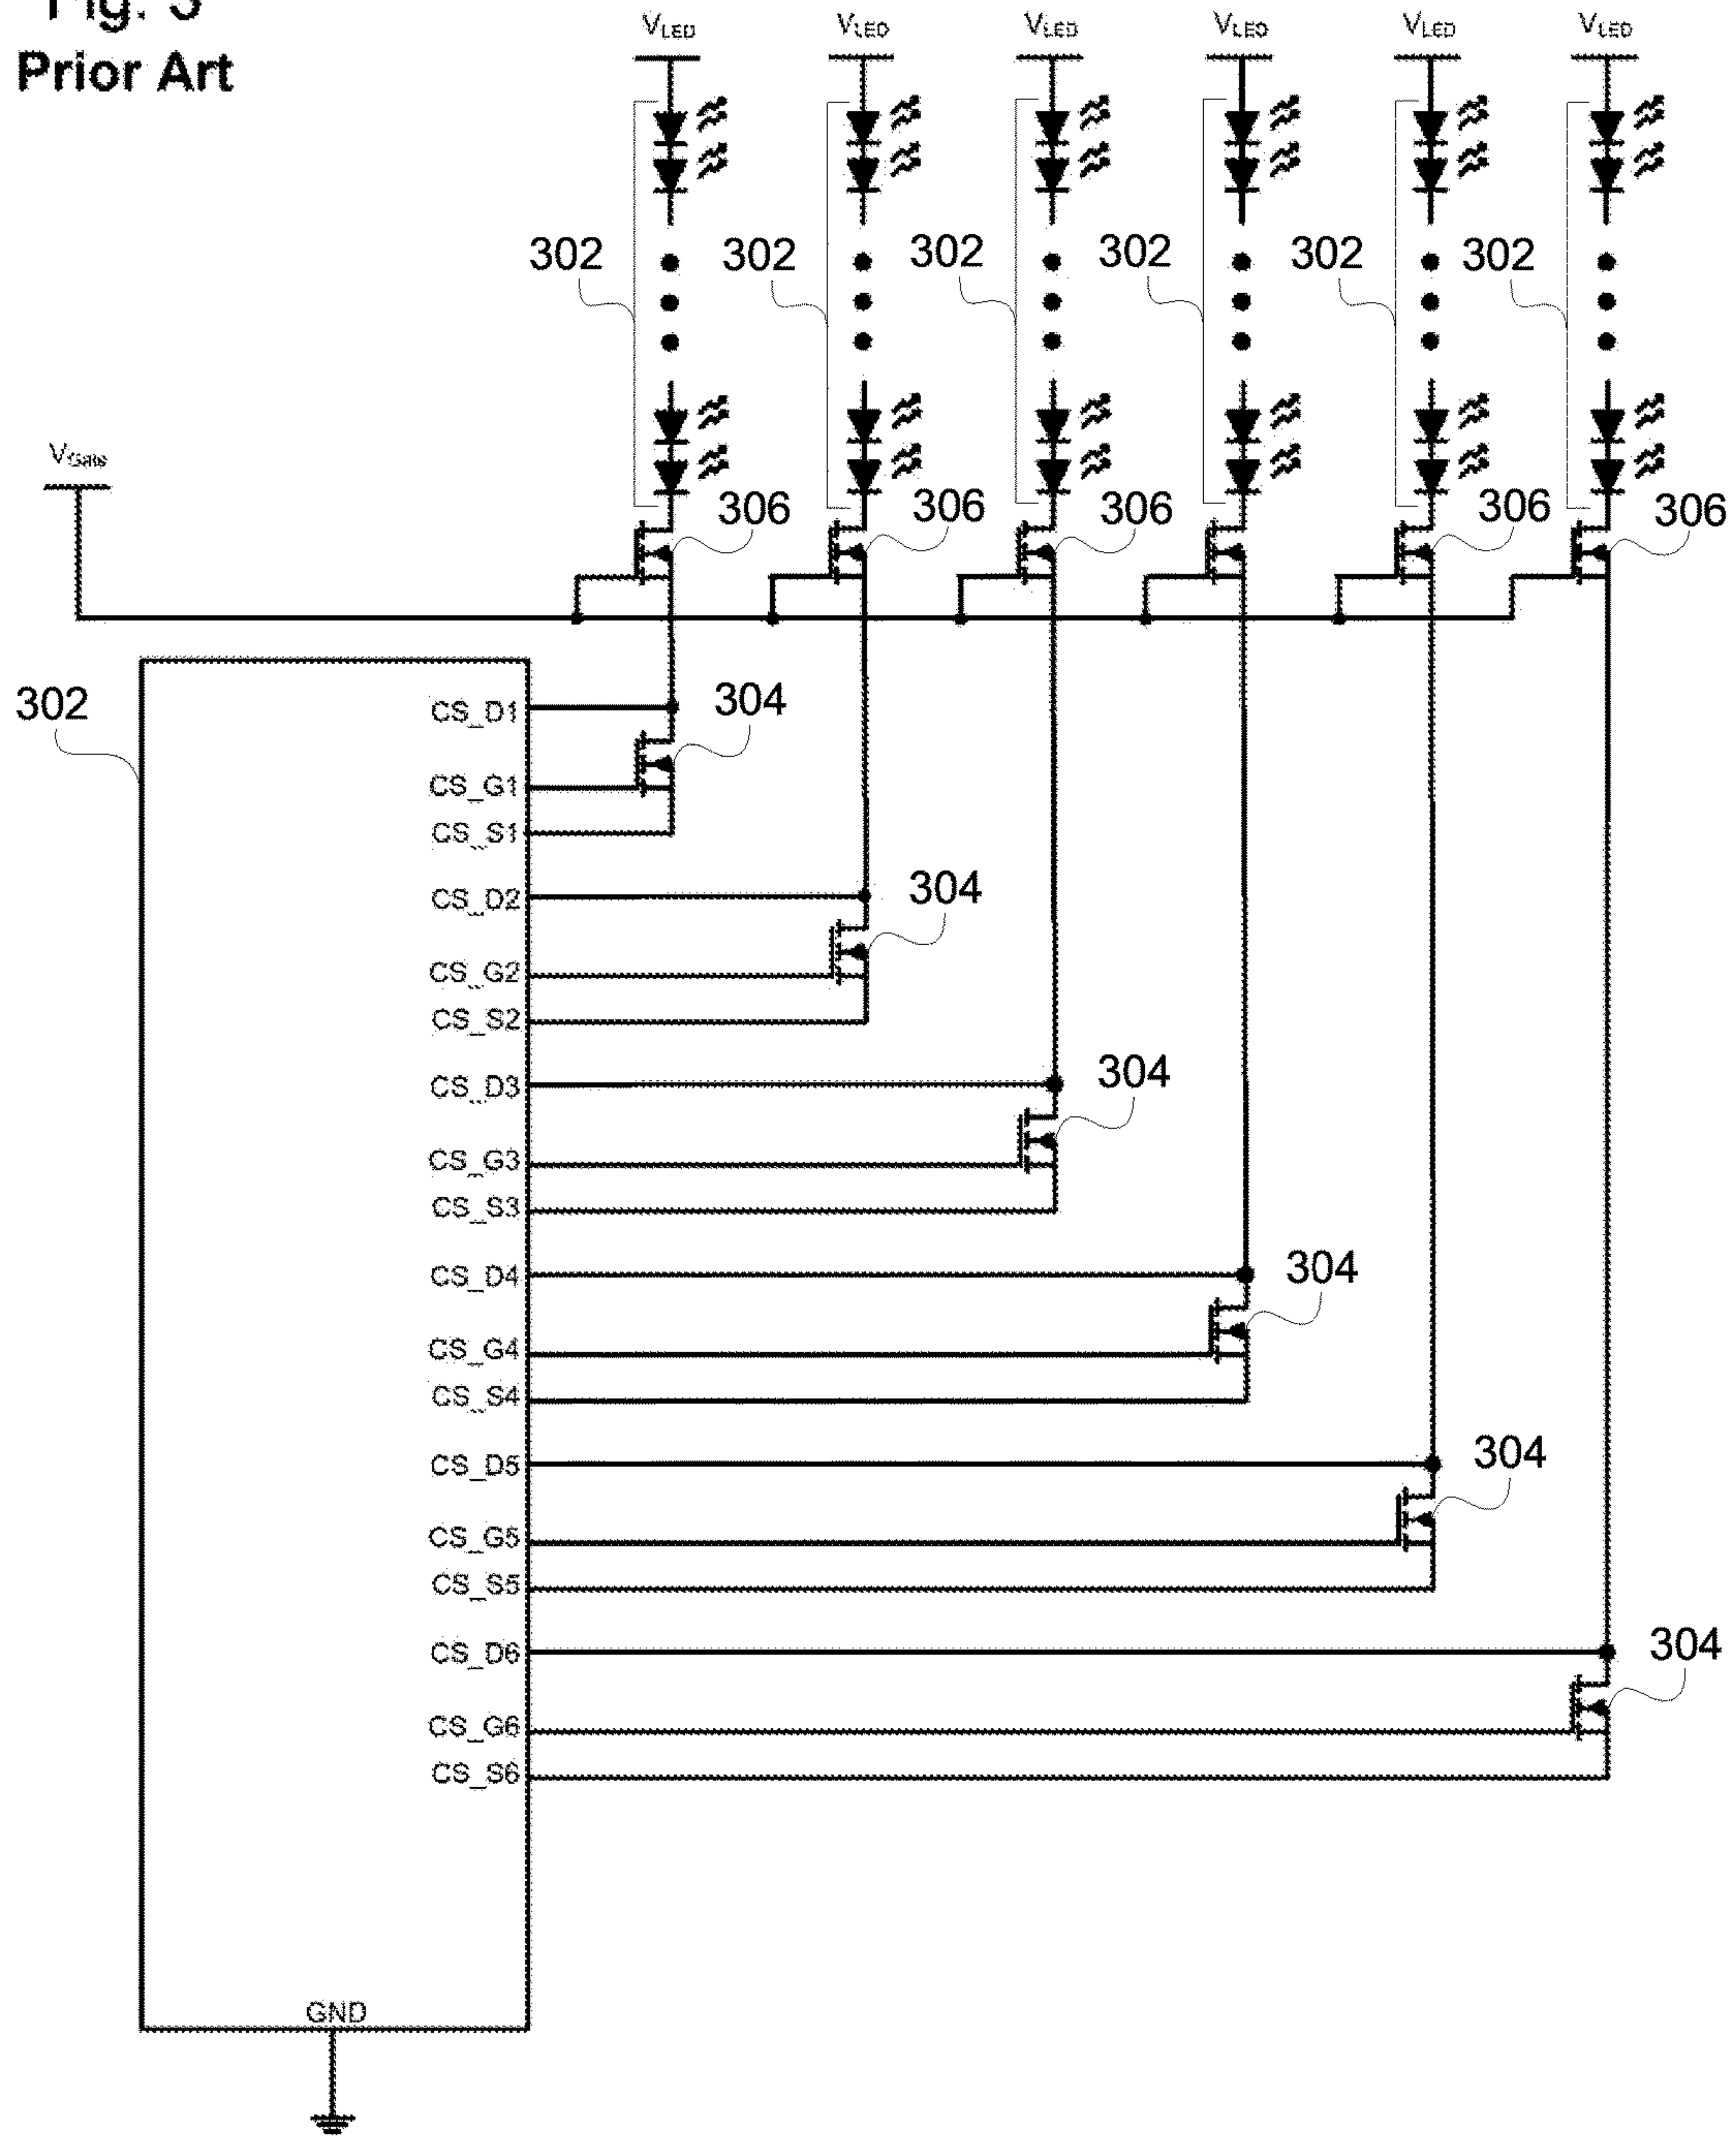 Fig. 3
Prior Art
VLED VLED VLED VLED VLED VLED
302 302 302 302 302 302
VGate
306 306 306 306 306
302
CS_D1
304
CS_G1
CS_S1
CS_D2
304
CS_G2
CS_S2
CS_D3
304
CS_G3
CS_S3
CS_D4
304
CS_G4
CS_S4
CS_D5
304
CS_G5
CS_S5
CS_D6
304
CS_G6
CS_S6
GND